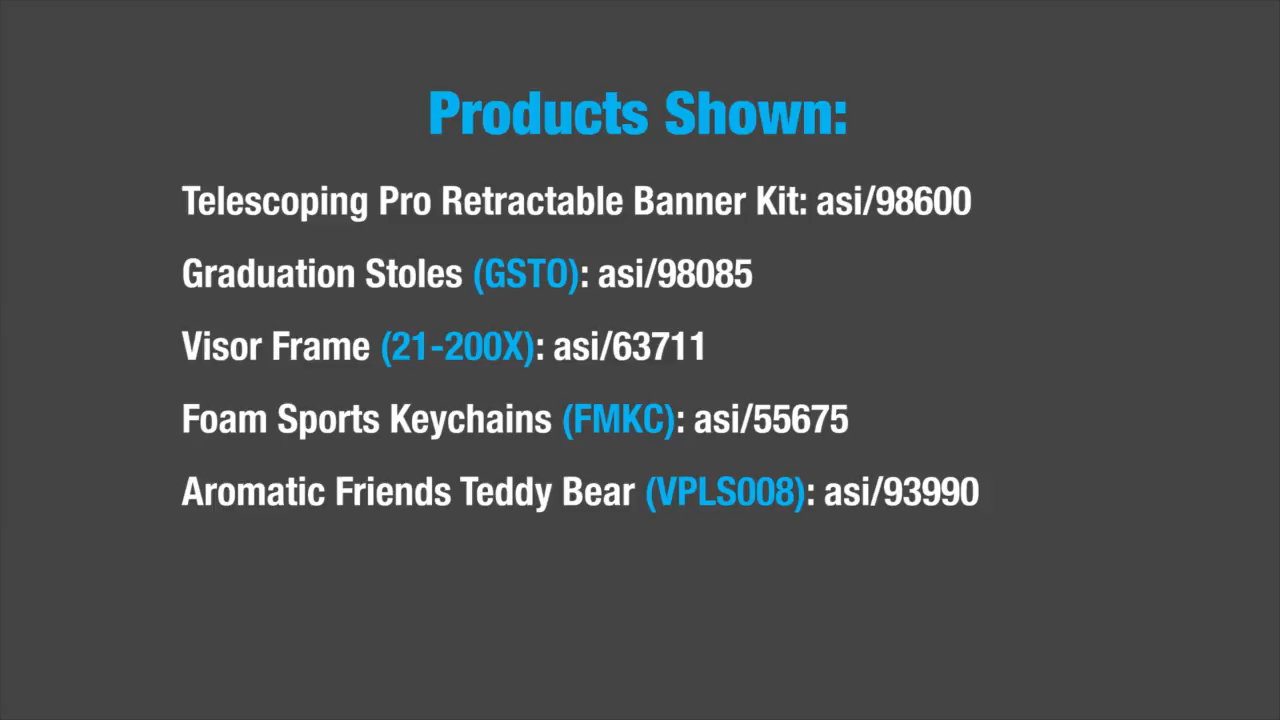 Products Shown:
Telescoping Pro Retractable Banner Kit: asi/98600
Graduation Stoles (GSTO): asi/98085
Visor Frame (21-200X): asi/63711
Foam Sports Keychains (FMKC): asi/55675
Aromatic Friends Teddy Bear (VPLS008): asi/93990